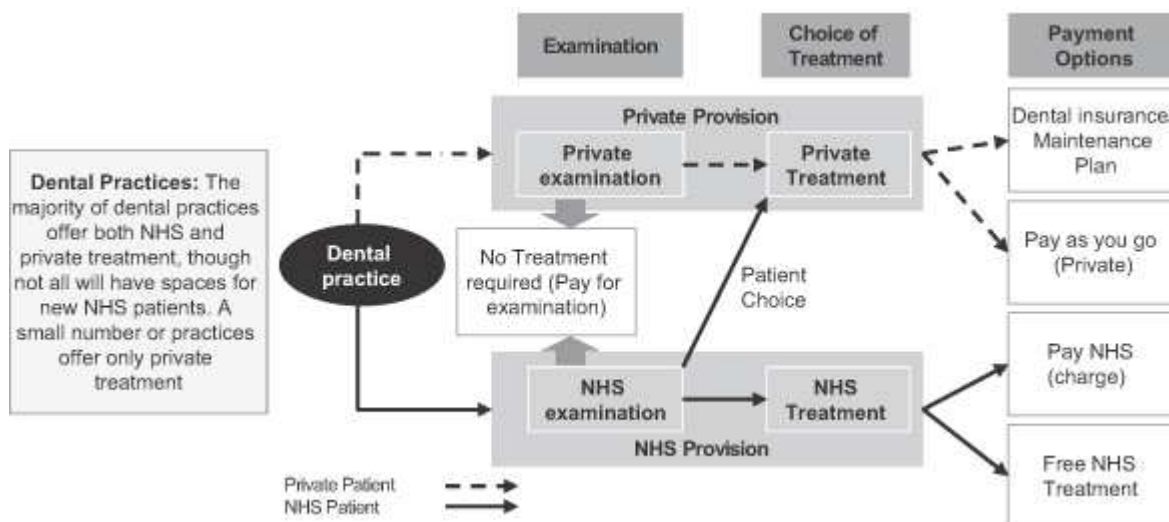 Examination
Choice of
Treatment
Payment
Options
Dental Practices: The
majority of dental practices
offer both NHS and
private treatment, though
not all will have spaces for
new NHS patients. A
small number or practices
offer only private
treatment
Dental
practice
Private Provision
Private
examination
Private
Treatment
No Treatment
required (Pay for
examination)
Patient
Choice
NHS
examination
NHS
Treatment
NHS Provision
Dental insurance/
Maintenance
Plan
Pay as you go
(Private)
Pay NHS
(charge)
Free NHS
Treatment
Private Patient
NHS Patient